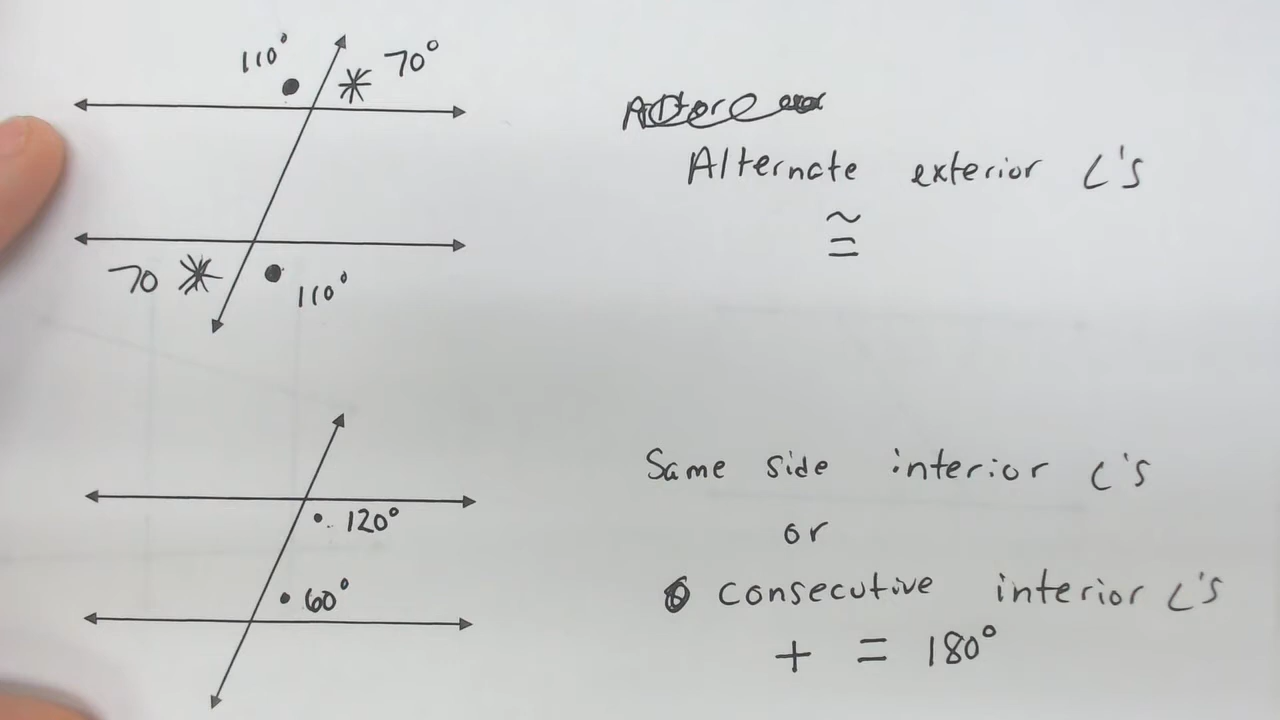 110° 70°
Alternate exterior ∠'s
≅
70 110°
Same side interior ∠'s
120°
or
60°
consecutive interior ∠'s
+ = 180°